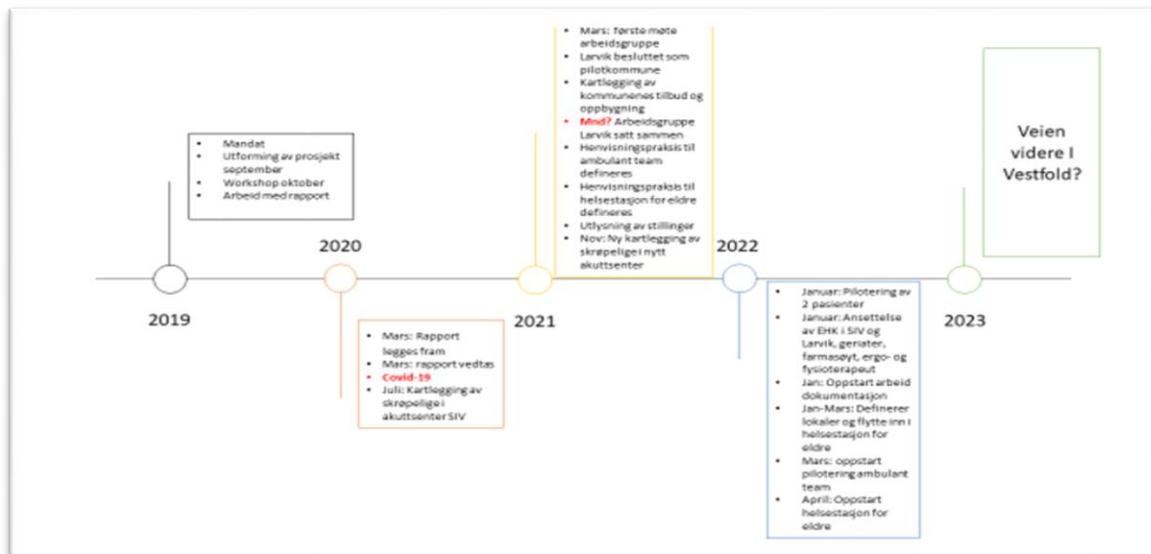 Mandat
Utforming av prosjekt
september
Workshop oktober
Arbeid med rapport
2019
2020
Mars: Rapport
legges fram
Mars: rapport vedtas
Covid-19
Juli: Kartlegging av
skrøpelige i
akuttsenter SIV
Mars: første møte
arbeidsgruppe
Larvik besluttet som
pilotkommune
Kartlegging av
kommunenes tilbud og
oppbygning
Mnd? Arbeidsgruppe
Larvik satt sammen
Henvisningspraksis til
ambulant team
defineres
Henvisningspraksis til
helsestasjon for eldre
defineres
Utlysning av stillinger
Nov: Ny kartlegging av
skrøpelige i nytt
akuttsenter
2021
2022
Januar: Pilotering av
2 pasienter
Januar: Ansettelse
av EHK i SIV og
Larvik, geriater,
farmasøyt, ergo- og
fysioterapeut
Jan: Oppstart arbeid
dokumentasjon
Jan-Mars: Definerer
lokaler og flytte inn i
helsestasjon for
eldre
Mars: oppstart
pilotering ambulant
team
April: Oppstart
helsestasjon for
eldre
Veien
videre I
Vestfold?
2023